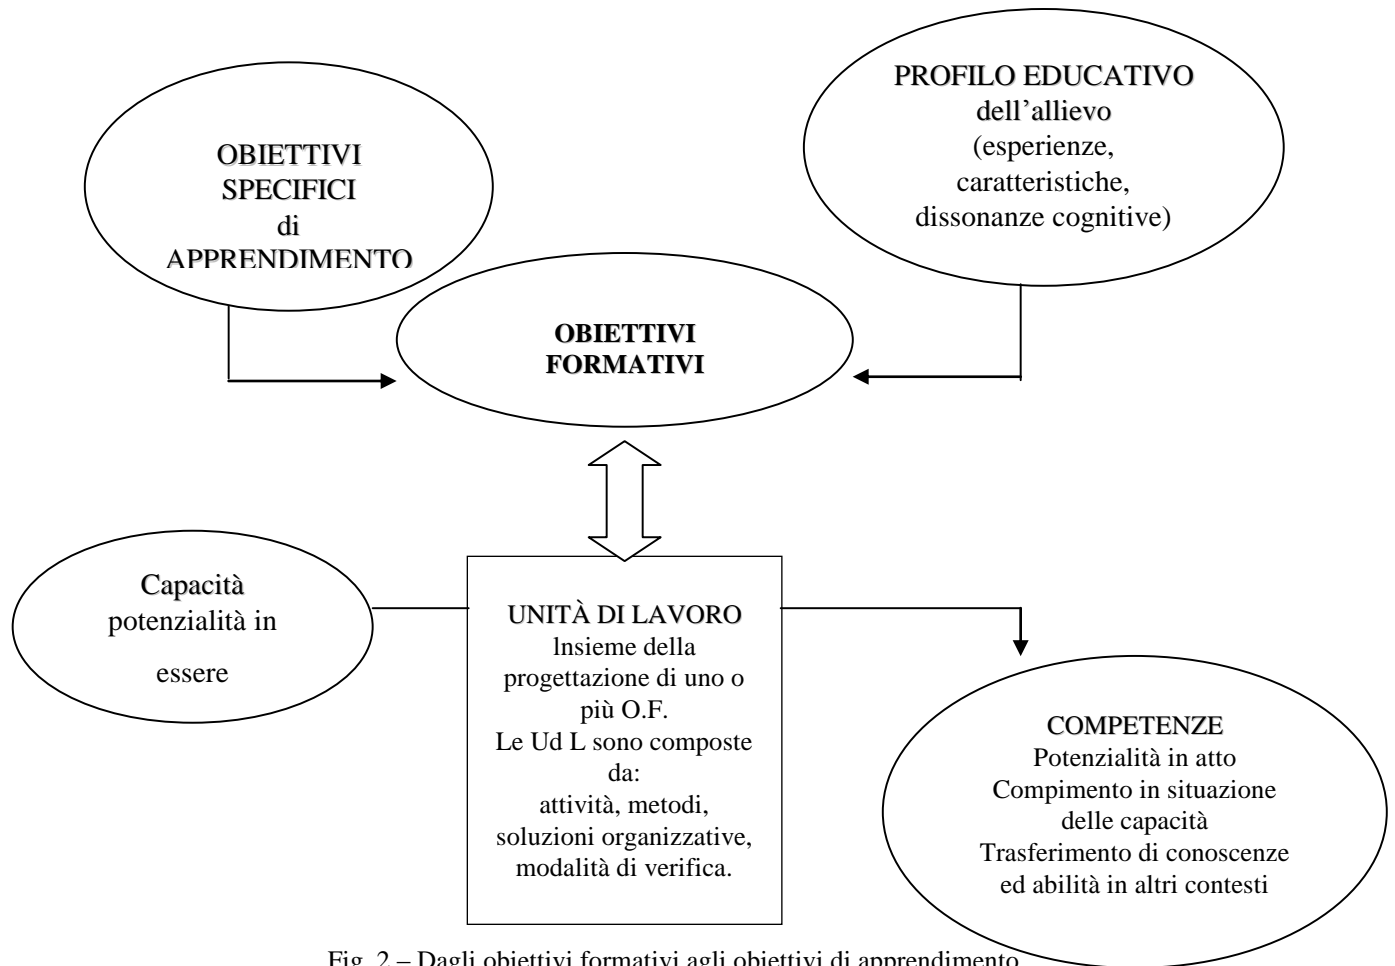 OBIETTIVI
SPECIFICI
di
APPRENDIMENTO
PROFILO EDUCATIVO
dell’allievo
(esperienze,
caratteristiche,
dissonanze cognitive)
OBIETTIVI
FORMATIVI
Capacità
potenzialità in
essere
UNITÀ DI LAVORO
lnsieme della
progettazione di uno o
più O.F.
Le Ud L sono composte
da:
attività, metodi,
soluzioni organizzative,
modalità di verifica.
COMPETENZE
Potenzialità in atto
Compimento in situazione
delle capacità
Trasferimento di conoscenze
ed abilità in altri contesti
Fig. 2 – Dagli obiettivi formativi agli obiettivi di apprendimento